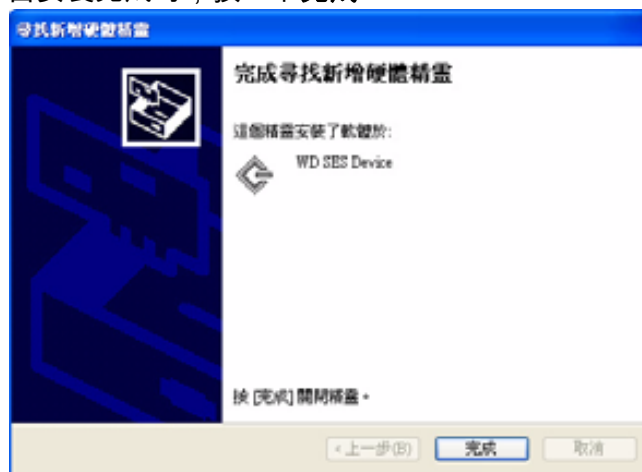 尋找新增硬體精靈
完成尋找新增硬體精靈
這個精靈安裝了軟體於:
WD SES Device
按 [完成] 關閉精靈。
<上一步(B)
完成
取消